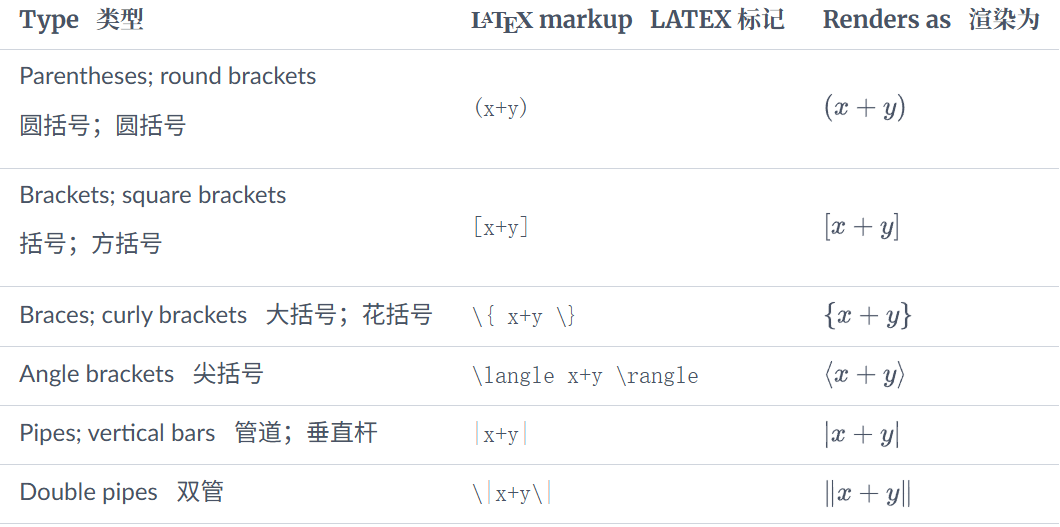 Type 类型 LATEX markup LATEX 标记 Renders as 渲染为
Parentheses; round brackets
圆括号；圆括号
(x+y) (x + y)
Brackets; square brackets
括号；方括号
[x+y] [x + y]
Braces; curly brackets 大括号；花括号 \{ x+y \} {x + y}
Angle brackets 尖括号 \langle x+y \rangle ⟨x + y⟩
Pipes; vertical bars 管道；垂直杆 |x+y| |x + y|
Double pipes 双管 \|x+y\| ‖x + y‖